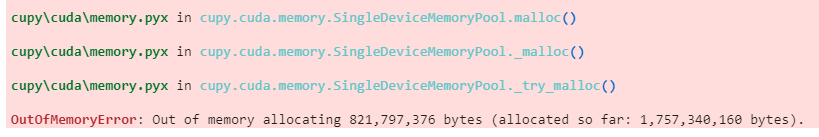 cupy\cuda\memory.pyx in cupy.cuda.memory.SingleDeviceMemoryPool.malloc()
cupy\cuda\memory.pyx in cupy.cuda.memory.SingleDeviceMemoryPool._malloc()
cupy\cuda\memory.pyx in cupy.cuda.memory.SingleDeviceMemoryPool._try_malloc()
OutOfMemoryError: Out of memory allocating 821,797,376 bytes (allocated so far: 1,757,340,160 bytes).